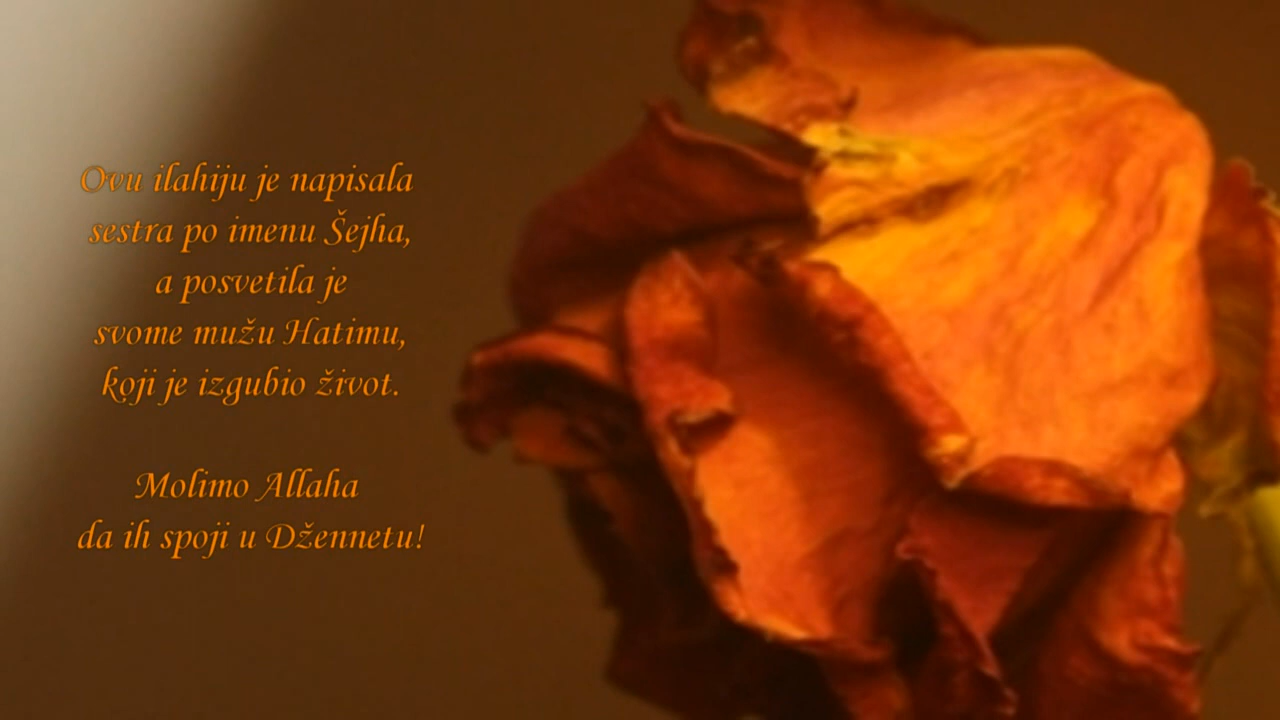 Ovu ilahiju je napisala
sestra po imenu Šejha,
a posvetila je
svome mužu Hatimu,
koji je izgubio život.
Molimo Allaha
da ih spoji u Džennetu!